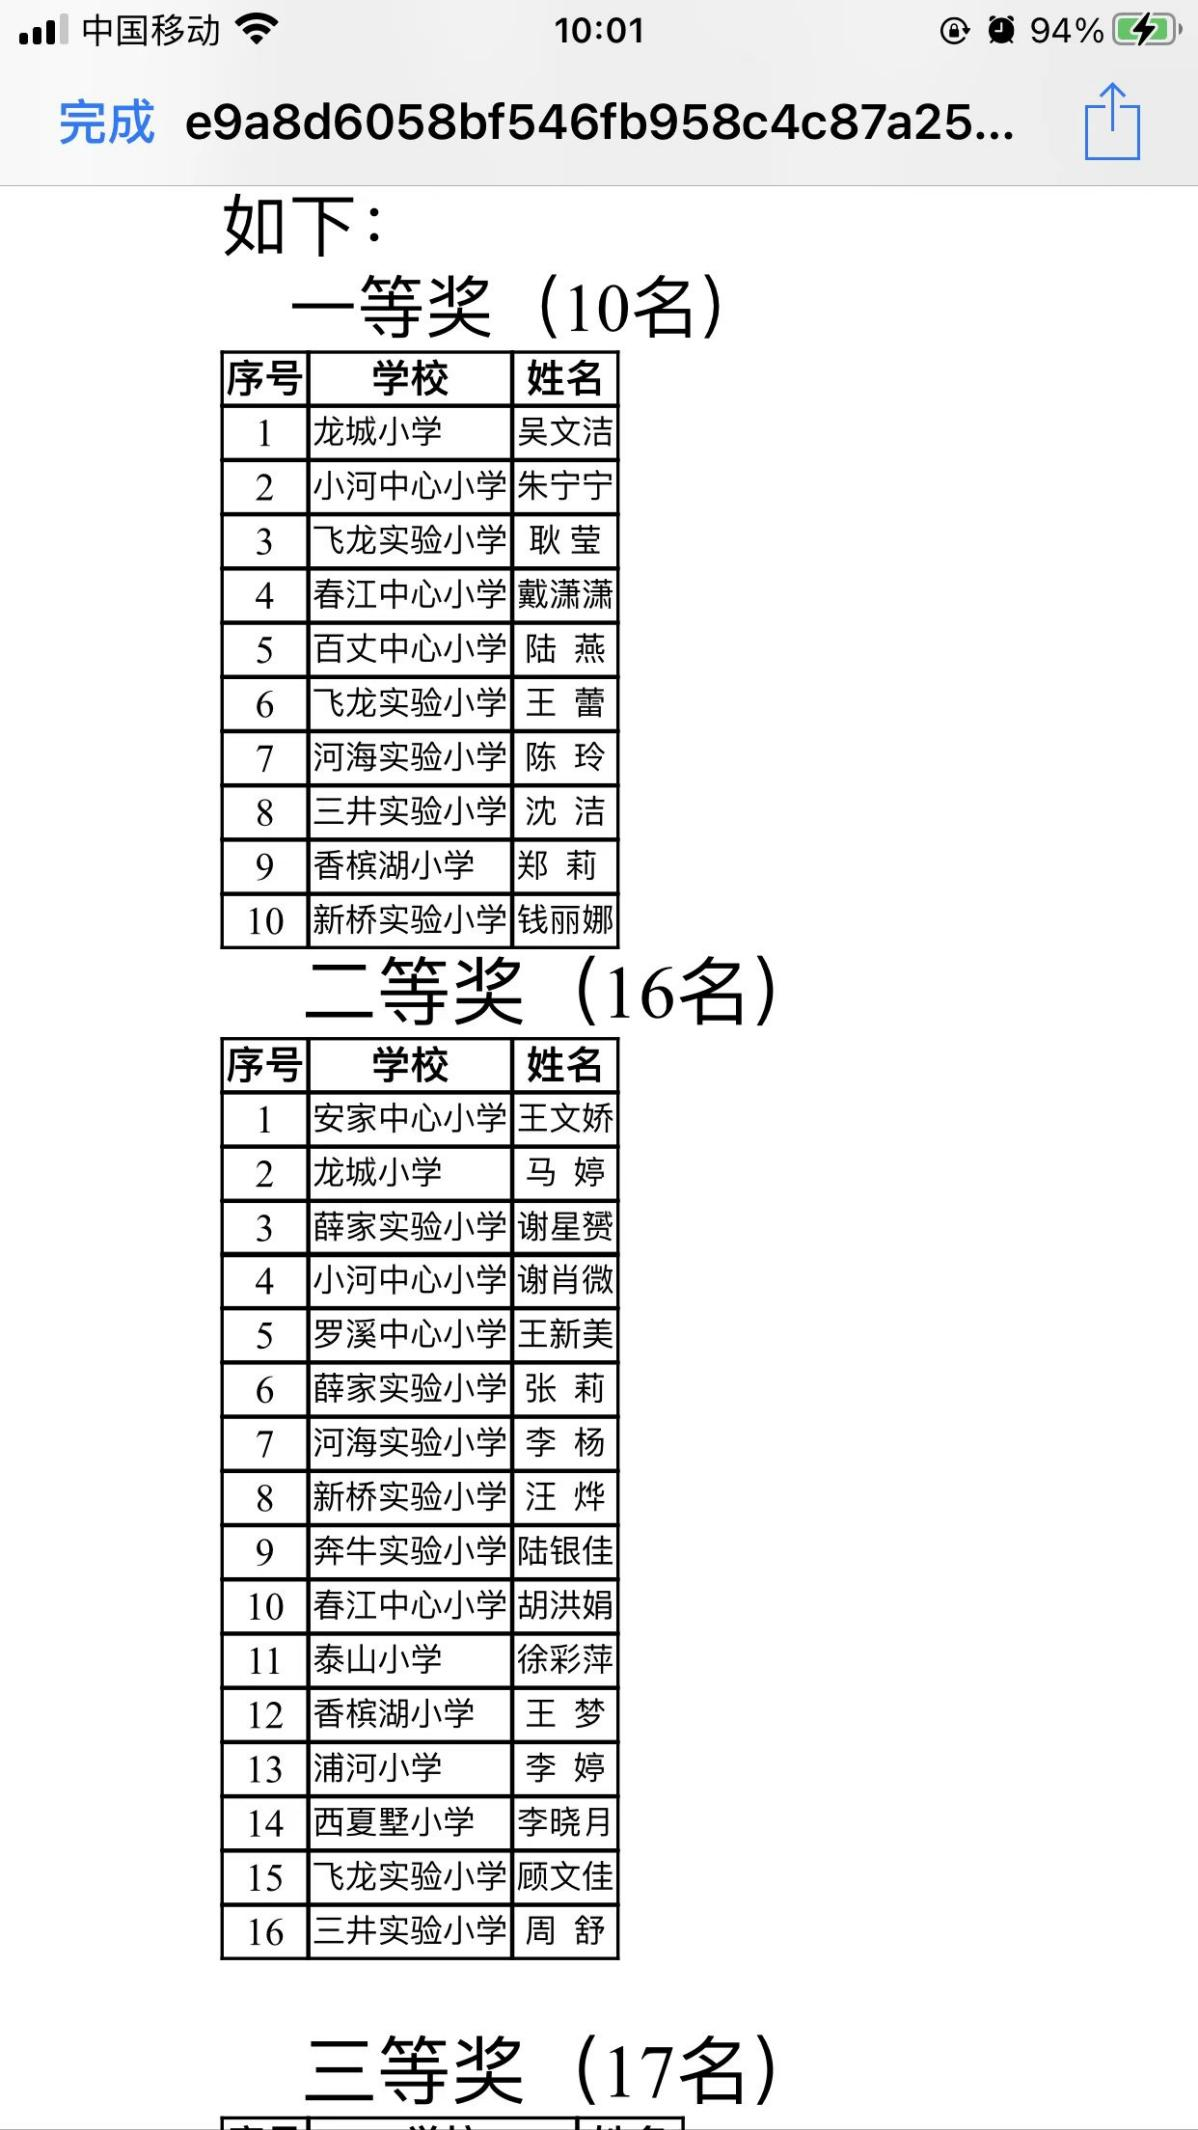 中国移动 10:01 94%
完成 e9a8d6058bf546fb958c4c87a25...
如下：
一等奖（10名）
序号 学校 姓名
1 龙城小学 吴文洁
2 小河中心小学 朱宁宁
3 飞龙实验小学 耿 莹
4 春江中心小学 戴潇潇
5 百丈中心小学 陆 燕
6 飞龙实验小学 王 蕾
7 河海实验小学 陈 玲
8 三井实验小学 沈 洁
9 香槟湖小学 郑 莉
10 新桥实验小学 钱丽娜
二等奖（16名）
序号 学校 姓名
1 安家中心小学 王文娇
2 龙城小学 马 婷
3 薛家实验小学 谢星赟
4 小河中心小学 谢肖微
5 罗溪中心小学 王新美
6 薛家实验小学 张 莉
7 河海实验小学 李 杨
8 新桥实验小学 汪 烨
9 奔牛实验小学 陆银佳
10 春江中心小学 胡洪娟
11 泰山小学 徐彩萍
12 香槟湖小学 王 梦
13 浦河小学 李 婷
14 西夏墅小学 李晓月
15 飞龙实验小学 顾文佳
16 三井实验小学 周 舒
三等奖（17名）
序号 学校 姓名